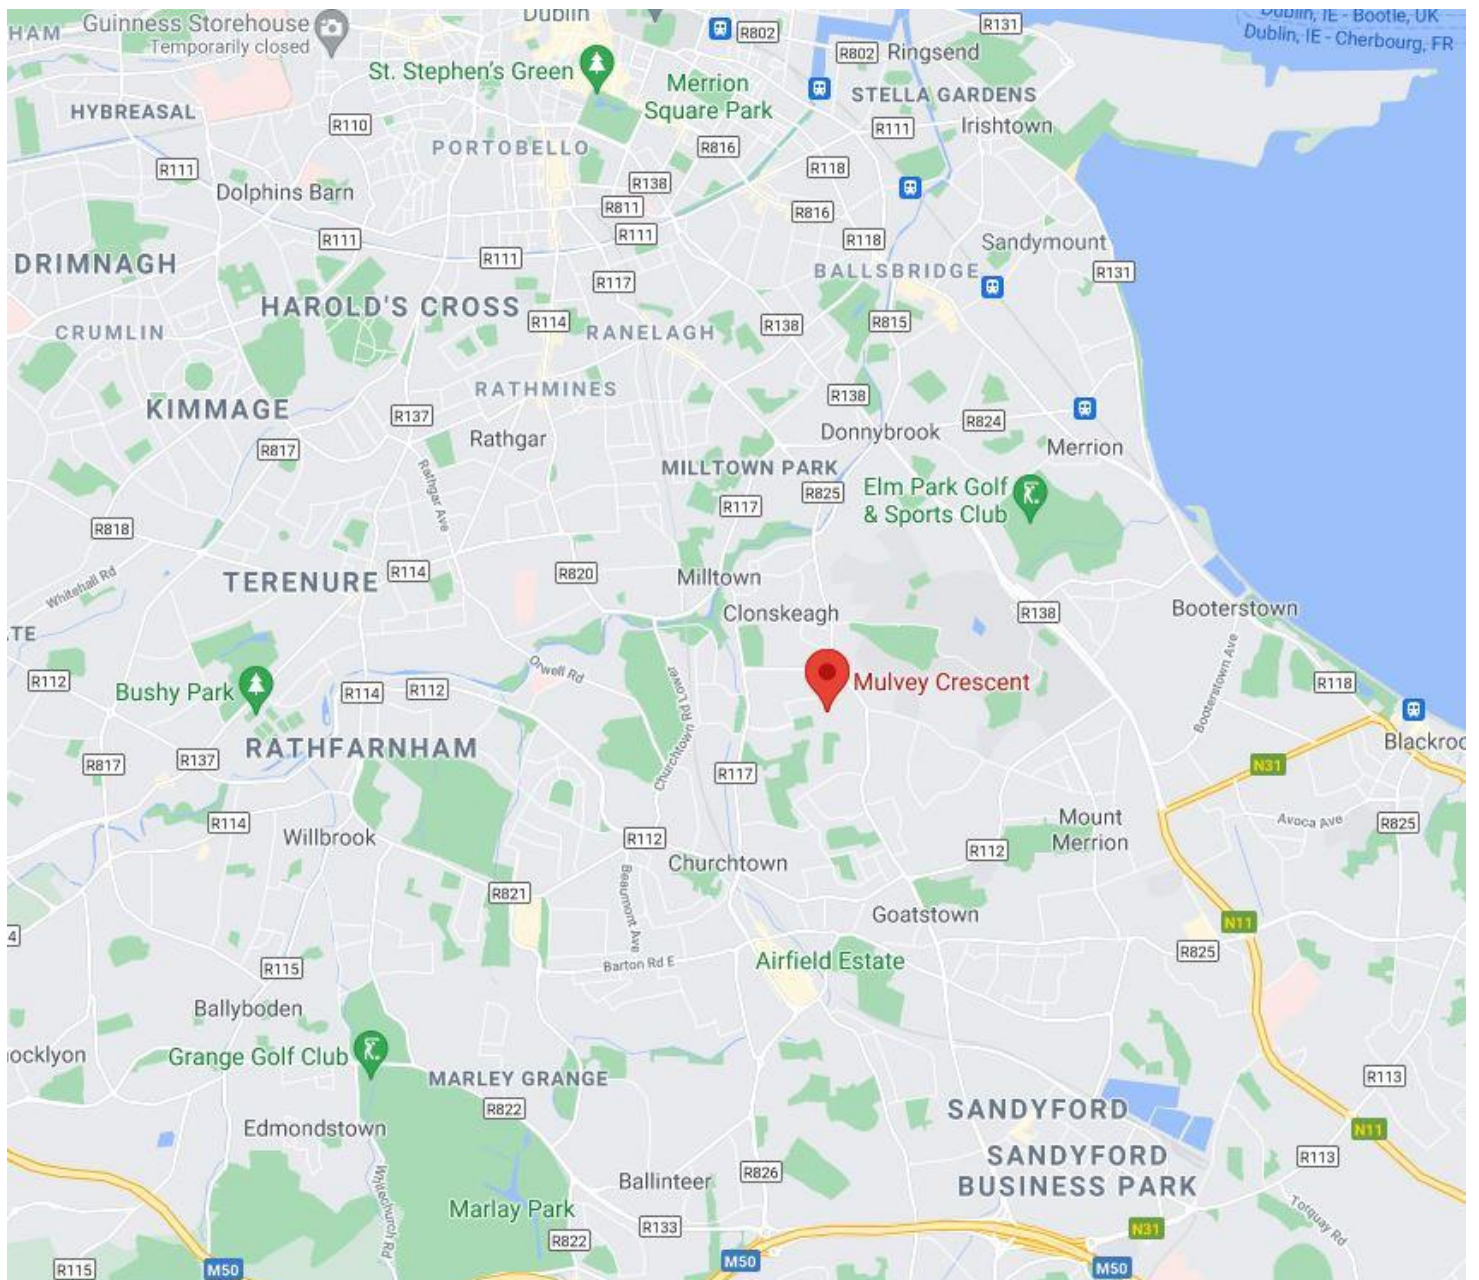 Dublin
Dublin, IE - Bootle, UK
Dublin, IE - Cherbourg, FR
HAM
Guinness Storehouse
Temporarily closed
R802
R131
R802
Ringsend
St. Stephen's Green
Merrion
Square Park
STELLA GARDENS
HYBREASAL
R110
R111
Irishtown
PORTOBELLO
R816
R111
R118
Dolphins Barn
R138
R811
R816
R111
R111
R118
Sandymount
R111
DRIMNAGH
BALLSBRIDGE
R131
R117
HAROLD'S CROSS
CRUMLIN
R114
RANELAGH
R138
R815
RATHMINES
KIMMAGE
R137
R138
R824
Rathgar
Donnybrook
Merrion
R817
MILLTOWN PARK
Rathgar Ave
R825
Elm Park Golf
& Sports Club
R117
R818
Whitehall Rd
TERENURE
R114
R820
Milltown
Clonskeagh
R138
Booterstown
ATE
R112
Bushy Park
R114
R112
Orwell Rd
Churchtown Rd Lower
Mulvey Crescent
Booterstown Ave
R118
RATHFARNHAM
R817
R137
R117
N31
Blackroc
R114
Willbrook
R112
Churchtown
R112
Mount
Merrion
Avoca Ave
R825
R821
Beaumont Ave
Goatstown
N11
4
R115
Barton Rd E
Airfield Estate
R825
Ballyboden
ocklyon
Grange Golf Club
MARLEY GRANGE
R113
R822
SANDYFORD
Edmondstown
N11
SANDYFORD
BUSINESS PARK
R113
Whitechurch Rd
Ballinteer
R826
Marlay Park
R133
N31
Torquay Rd
R822
R115
M50
M50
M50